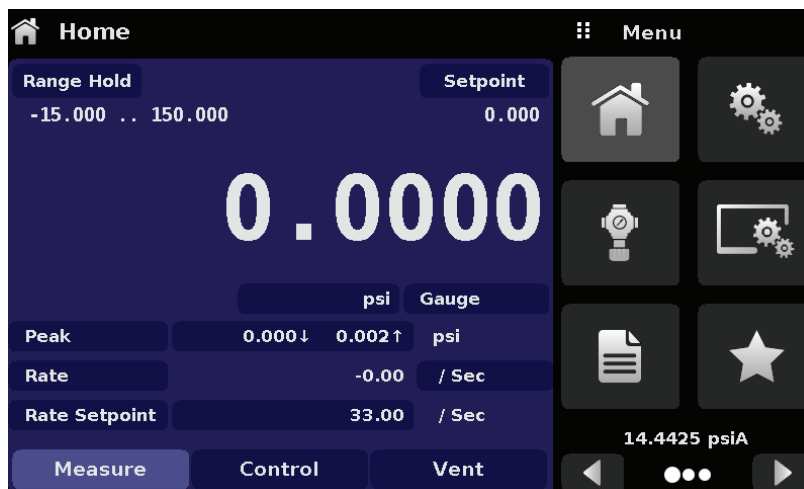 Home
Menu
Range Hold
Setpoint
-15.000 .. 150.000
0.000
0.0000
psi Gauge
Peak 0.000↓ 0.002↑ psi
Rate -0.00 / Sec
Rate Setpoint 33.00 / Sec
14.4425 psiA
Measure Control Vent